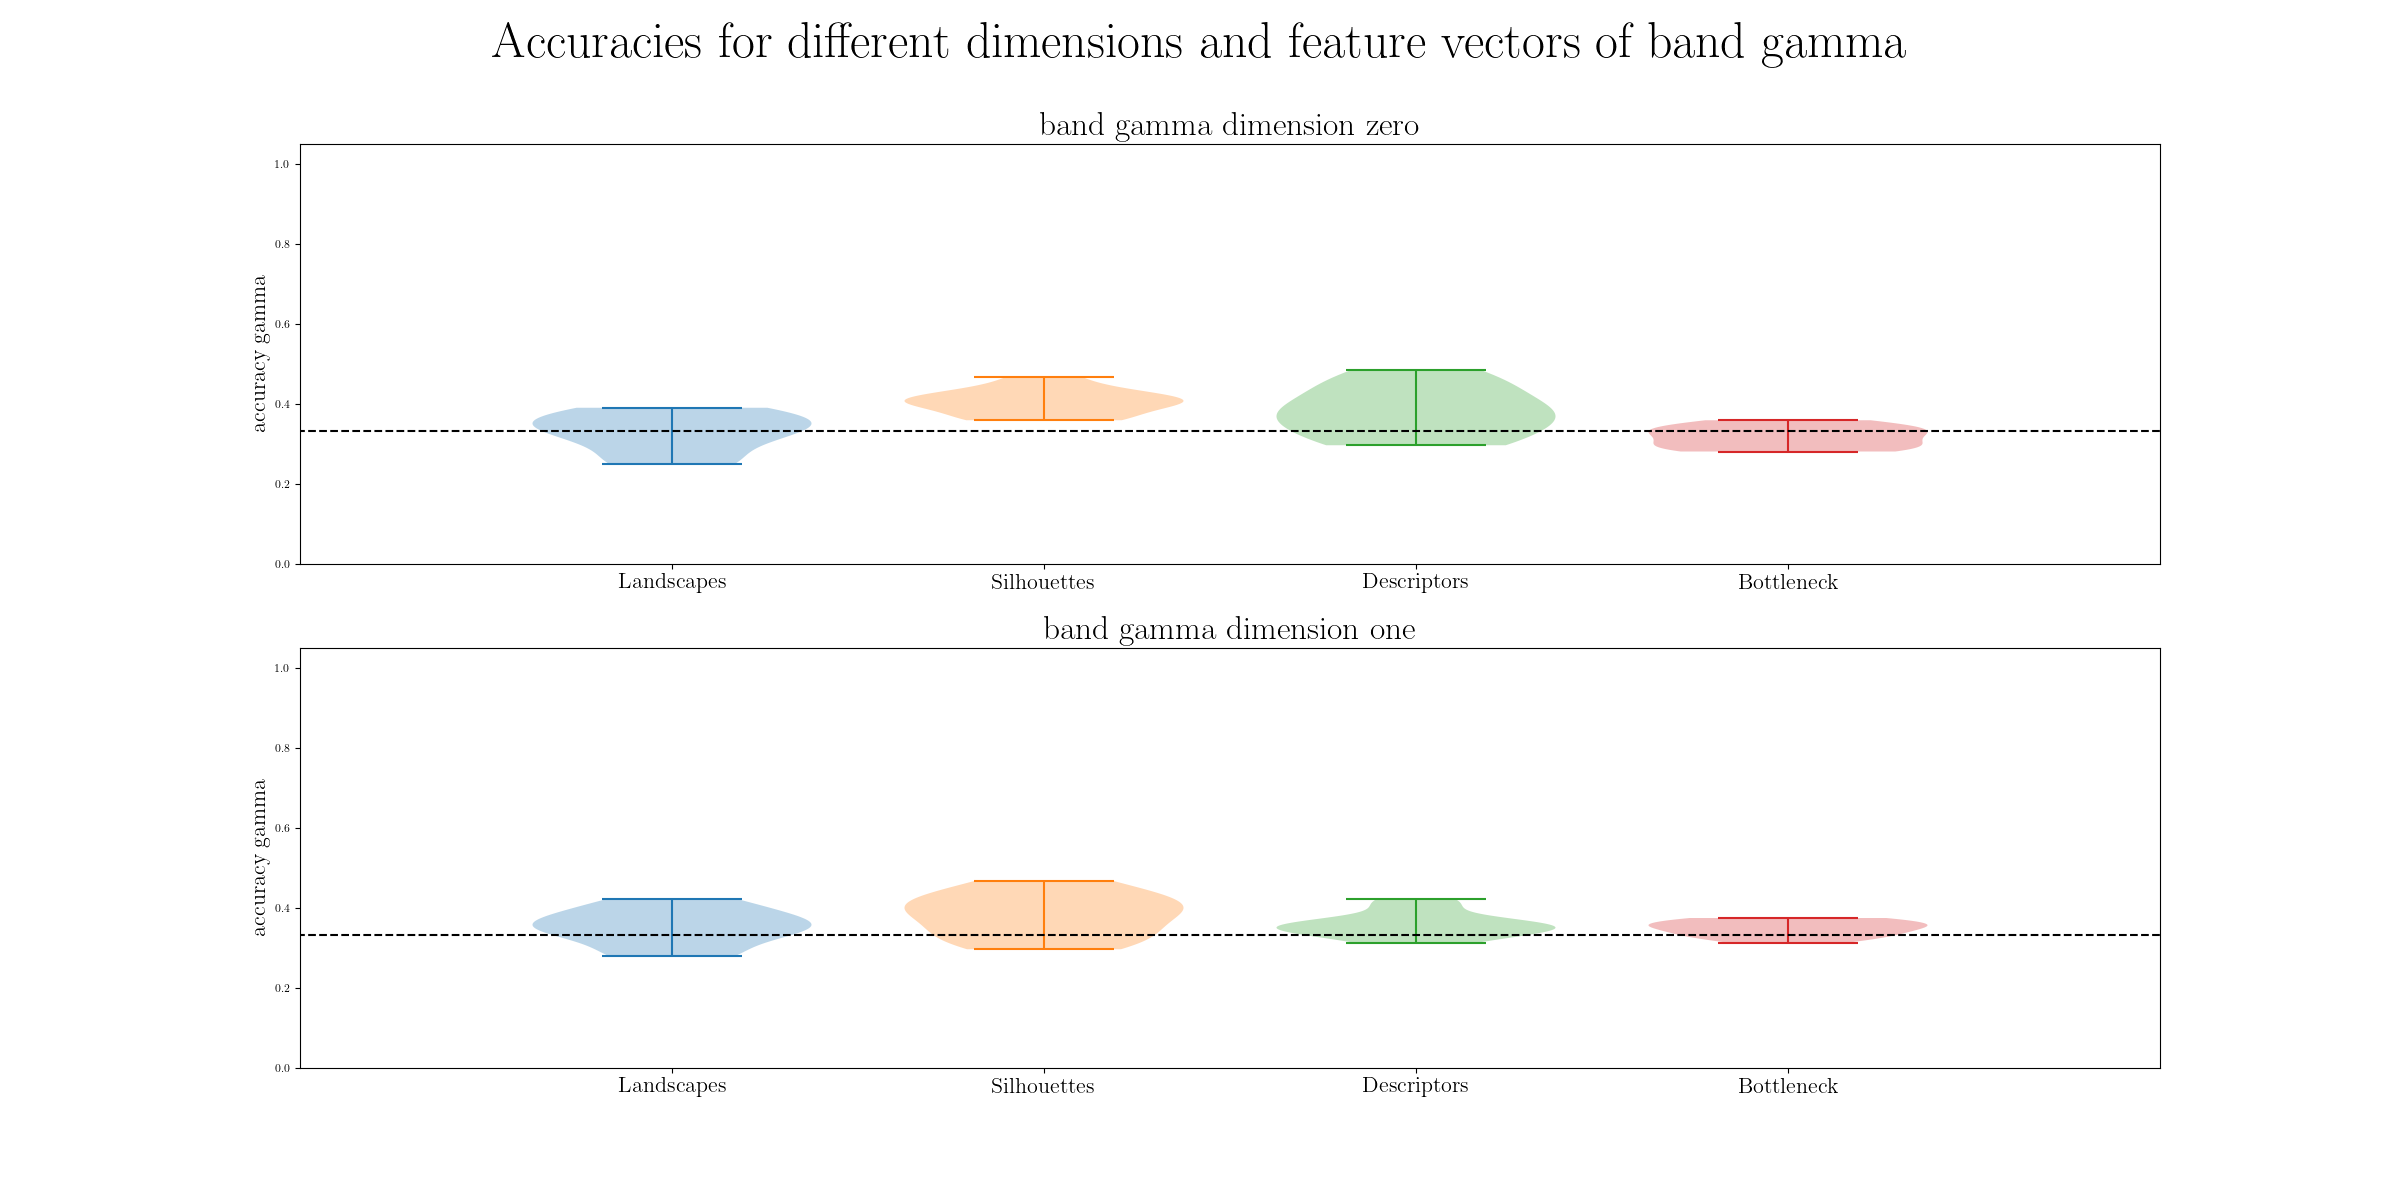 Accuracies for different dimensions and feature vectors of band gamma
band gamma dimension zero
1.0
0.8
0.6
0.4
0.2
0.0
accuracy gamma
Landscapes Silhouettes Descriptors Bottleneck
band gamma dimension one
1.0
0.8
0.6
0.4
0.2
0.0
accuracy gamma
Landscapes Silhouettes Descriptors Bottleneck